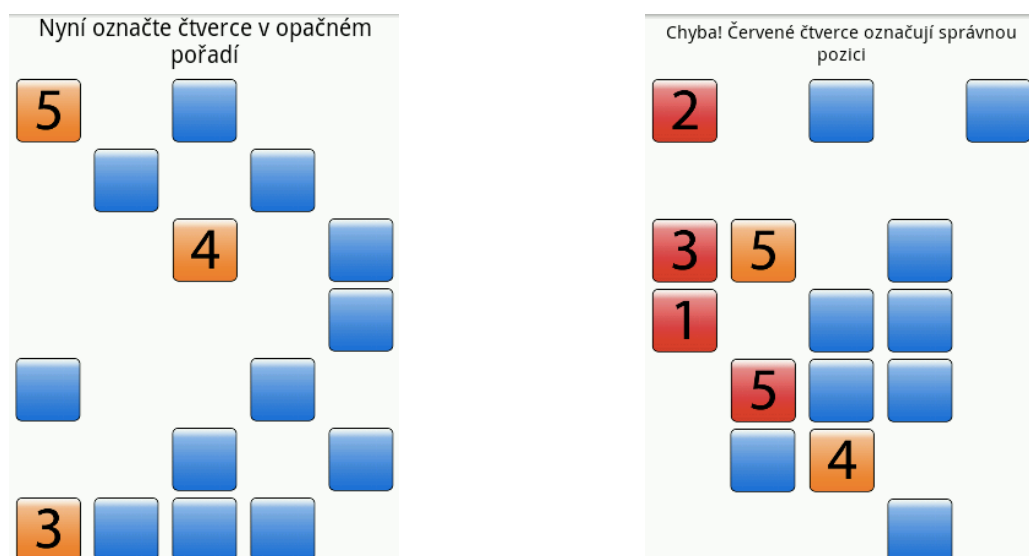 Nyní označte čtverce v opačném
pořadí
5
4
3
Chyba! Červené čtverce označují správnou
pozici
2
3 5
1
5
4